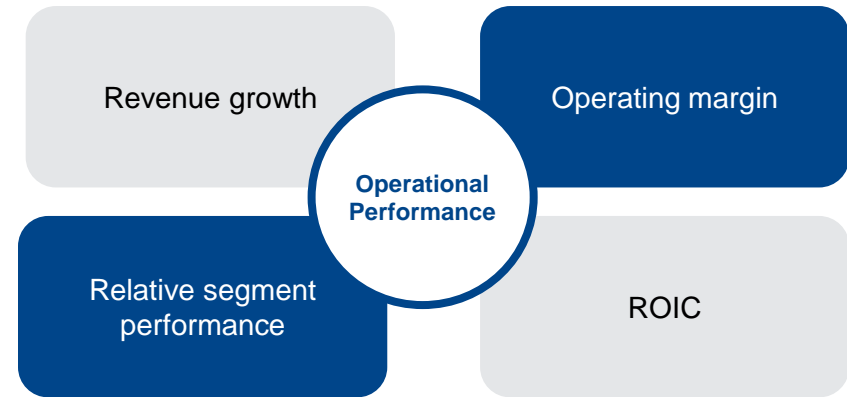 Revenue growth
Operating margin
Operational
Performance
Relative segment
performance
ROIC